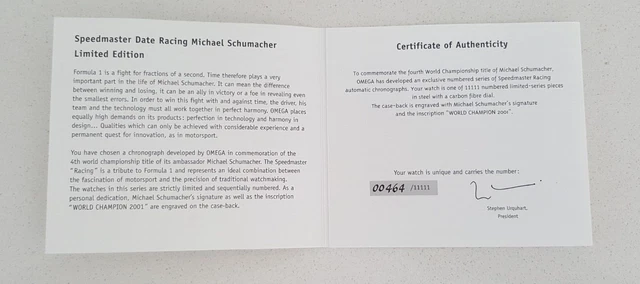 Speedmaster Date Racing Michael Schumacher
Limited Edition
Formula 1 is a fight for fractions of a second. Time therefore plays a very
important part in the life of Michael Schumacher. It can mean the difference
between winning and losing, it can be an ally in victory or a foe in revealing even
the smallest errors. In order to win this fight with and against time, the driver, his
team and the technology must all work together in perfect harmony. OMEGA places
equally high demands on its products: perfection in technology and harmony in
design... Qualities which can only be achieved with considerable experience and a
permanent quest for innovation, as in motorsport.
You have chosen a chronograph developed by OMEGA in commemoration of the
4th world championship title of its ambassador Michael Schumacher. The Speedmaster
"Racing" is a tribute to Formula 1 and represents an ideal combination between
the fascination of motorsport and the precision of traditional watchmaking.
The watches in this series are strictly limited and sequentially numbered. As a
personal dedication, Michael Schumacher's signature as well as the inscription
"WORLD CHAMPION 2001" are engraved on the case-back.
Certificate of Authenticity
To commemorate the fourth World Championship title of Michael Schumacher,
OMEGA has developed an exclusive numbered series of Speedmaster Racing
automatic chronographs. Your watch is one of 11111 numbered limited-series pieces
in steel with a carbon fibre dial.
The case-back is engraved with Michael Schumacher's signature
and the inscription "WORLD CHAMPION 2001".
Your watch is unique and carries the number:
00464 /11111
Stephen Urquhart,
President